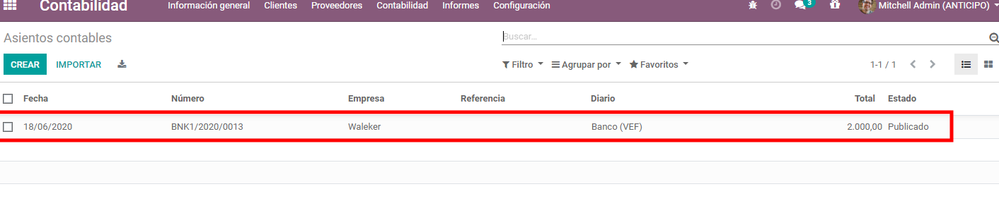 Contabilidad Información general Clientes Proveedores Contabilidad Informes Configuración 3 Mitchell Admin (ANTICIPO)
Asientos contables Buscar...
CREAR IMPORTAR Filtro Agrupar por Favoritos 1-1 / 1
Fecha Número Empresa Referencia Diario Total Estado
18/06/2020 BNK1/2020/0013 Waleker Banco (VEF) 2.000,00 Publicado